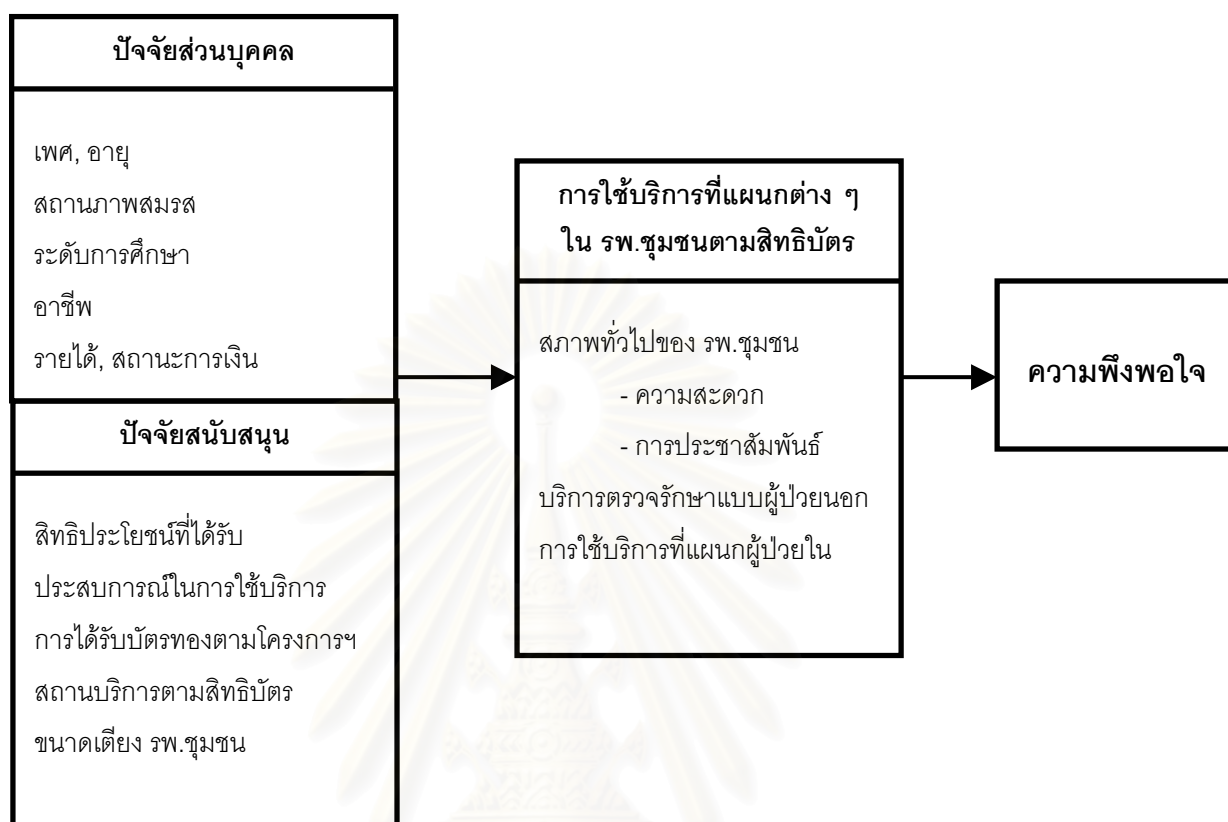 ปัจจัยส่วนบุคคล
เพศ, อายุ
สถานภาพสมรส
ระดับการศึกษา
อาชีพ
รายได้, สถานะการเงิน
ปัจจัยสนับสนุน
สิทธิประโยชน์ที่ได้รับ
ประสบการณ์ในการใช้บริการ
การได้รับบัตรทองตามโครงการฯ
สถานบริการตามสิทธิบัตร
ขนาดเตียง รพ.ชุมชน
การใช้บริการที่แผนกต่าง ๆ
ใน รพ.ชุมชนตามสิทธิบัตร
สภาพทั่วไปของ รพ.ชุมชน
- ความสะดวก
- การประชาสัมพันธ์
บริการตรวจรักษาแบบผู้ป่วยนอก
การใช้บริการที่แผนกผู้ป่วยใน
ความพึงพอใจ